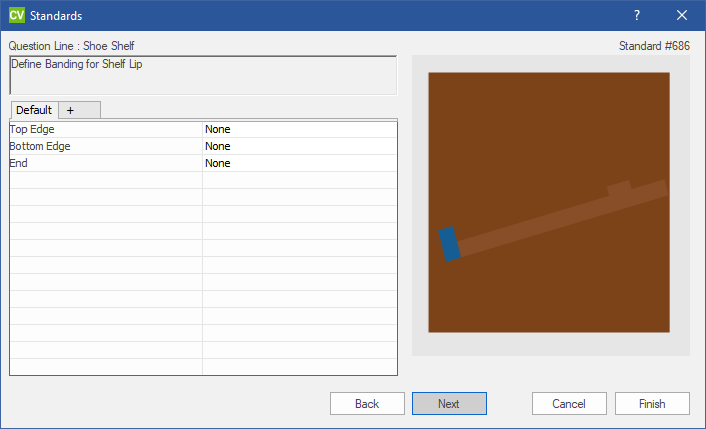 CV Standards ?
Question Line : Shoe Shelf Standard #686
Define Banding for Shelf Lip
Default +
Top Edge None
Bottom Edge None
End None
Back Next Cancel Finish